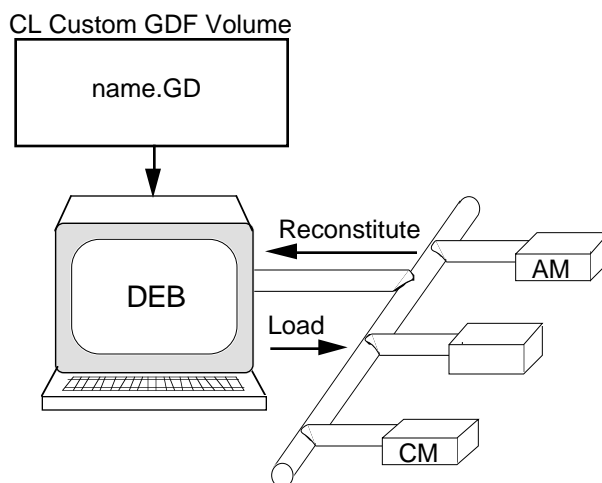 CL Custom GDF Volume
name.GD
Reconstitute
AM
DEB
Load
CM